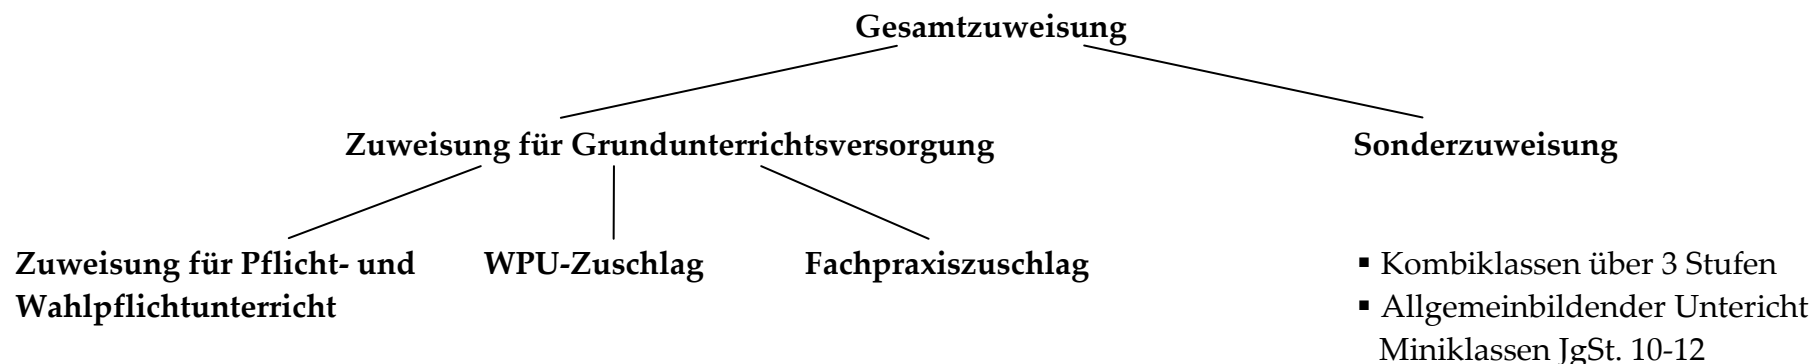 Gesamtzuweisung
Zuweisung für Grundunterrichtsversorgung
Sonderzuweisung
Zuweisung für Pflicht- und
Wahlpflichtunterricht
WPU-Zuschlag
Fachpraxiszuschlag
▪ Kombiklassen über 3 Stufen
▪ Allgemeinbildender Untericht
Miniklassen JgSt. 10-12